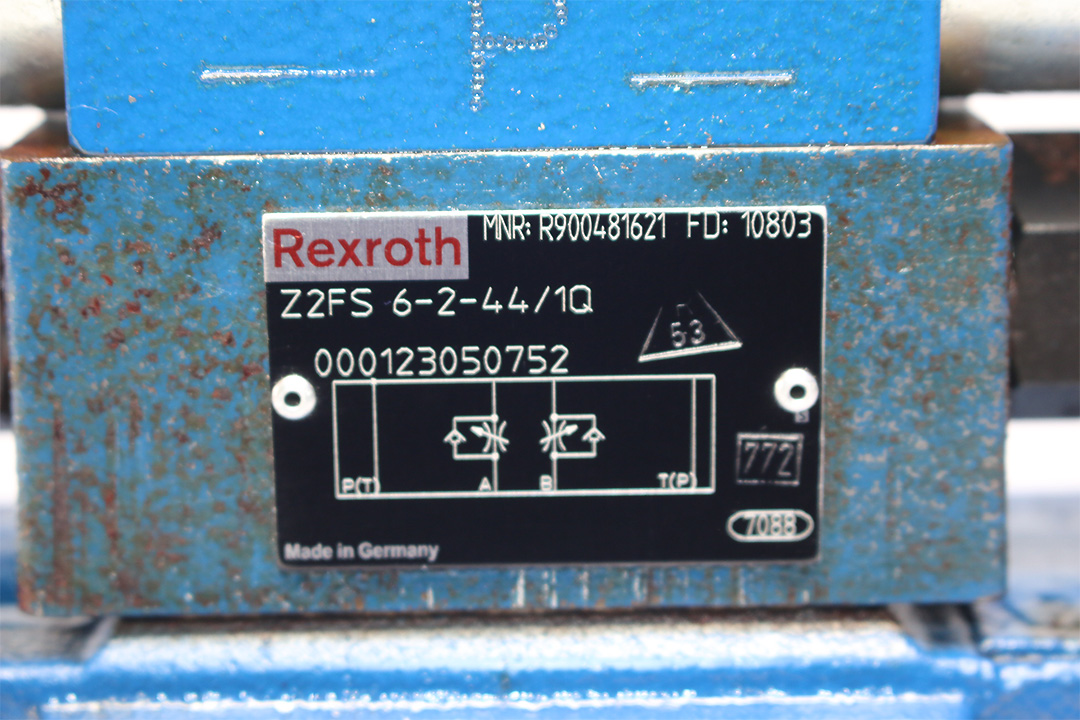 P
Rexroth MNR: R900481621 FD: 10803
Z2FS 6-2-44/1Q
53
000123050752
772
P(T) A B T(P)
7088
Made in Germany